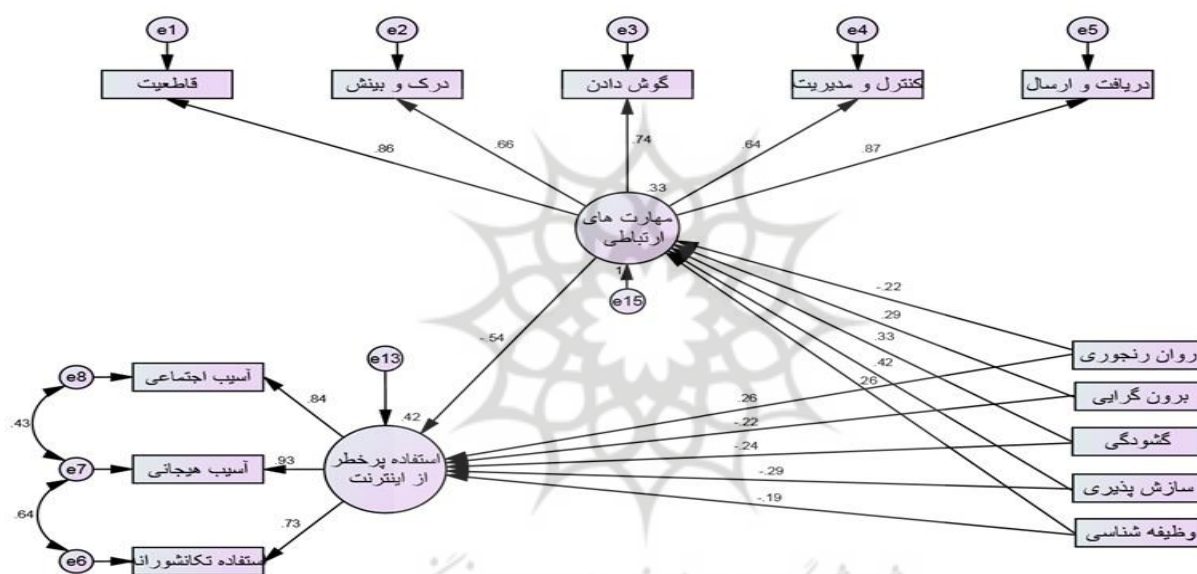 e1 e2 e3 e4 e5
قاطعیت درک و بینش گوش دادن کنترل و مدیریت دریافت و ارسال
.86 .66 .74 .64 .87
.33
مهارت های
ارتباطی
1
e15
-.54
-.22
.29
.33
.42
.26
روان رنجوری
برون گرایی
گشودگی
سازش پذیری
وظیفه شناسی
e13
.42
استفاده پرخطر
از اینترنت
.26
-.22
-.24
-.29
-.19
e8 آسیب اجتماعی .84
.43
e7 آسیب هیجانی .93
.64
e6 ستفاده تکانشوران .73